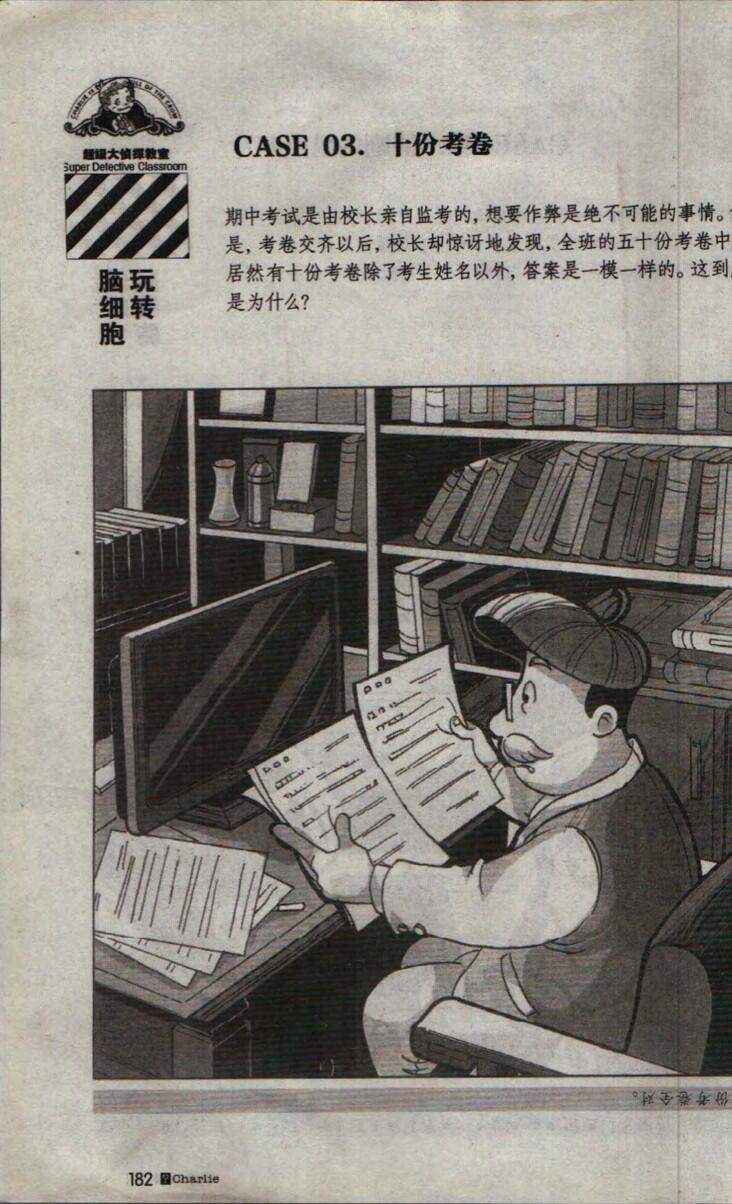 CHARLIE IS
OF THE CROW
超级大侦探教室
Super Detective Classroom
玩转
脑细胞
CASE 03. 十份考卷
期中考试是由校长亲自监考的，想要作弊是绝不可能的事情。
是，考卷交齐以后，校长却惊讶地发现，全班的五十份考卷中
居然有十份考卷除了考生姓名以外，答案是一模一样的。这到
是为什么？
份考卷全对。
182 Charlie